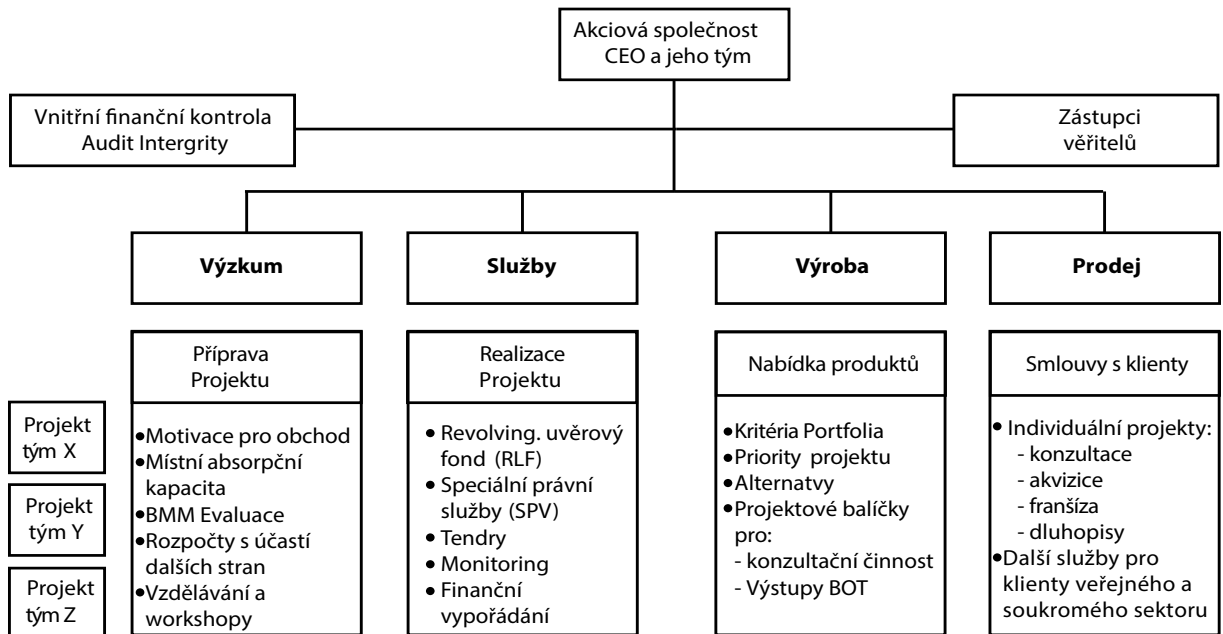 Akciová společnost
CEO a jeho tým
Vnitřní finanční kontrola
Audit Intergrity
Zástupci
věřitelů
Výzkum
Služby
Výroba
Prodej
Příprava
Projektu
Realizace
Projektu
Nabídka produktů
Smlouvy s klienty
Projekt
tým X
Projekt
tým Y
Projekt
tým Z
•Motivace pro obchod
•Místní absorpční
kapacita
•BMM Evaluace
•Rozpočty s účastí
dalších stran
•Vzdělávání a
workshopy
• Revolving. uvěrový
fond (RLF)
• Speciální právní
služby (SPV)
• Tendry
• Monitoring
• Finanční
vypořádání
•Kritéria Portfolia
•Priority projektu
•Alternatvy
•Projektové balíčky
pro:
- konzultační činnost
- Výstupy BOT
• Individuální projekty:
- konzultace
- akvizice
- franšíza
- dluhopisy
•Další služby pro
klienty veřejného a
soukromého sektoru